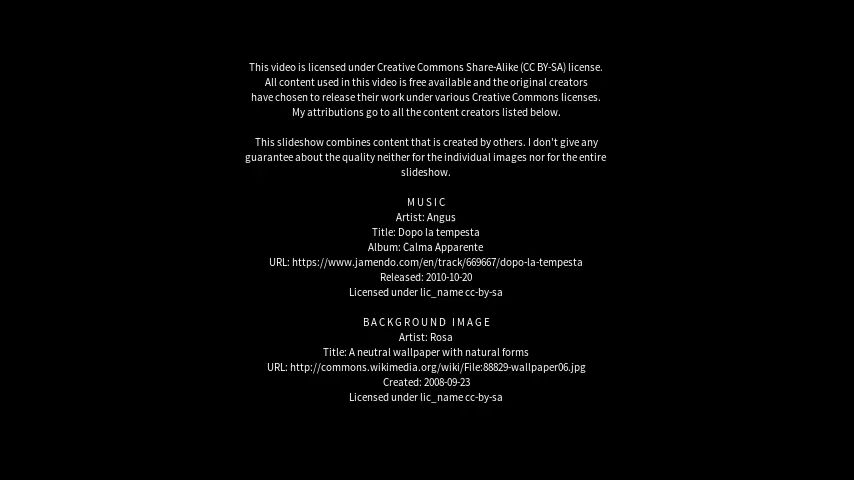 This video is licensed under Creative Commons Share-Alike (CC BY-SA) license.
All content used in this video is free available and the original creators
have chosen to release their work under various Creative Commons licenses.
My attributions go to all the content creators listed below.
This slideshow combines content that is created by others. I don't give any
guarantee about the quality neither for the individual images nor for the entire
slideshow.
MUSIC
Artist: Angus
Title: Dopo la tempesta
Album: Calma Apparente
URL: https://www.jamendo.com/en/track/669667/dopo-la-tempesta
Released: 2010-10-20
Licensed under lic_name cc-by-sa
BACKGROUND IMAGE
Artist: Rosa
Title: A neutral wallpaper with natural forms
URL: http://commons.wikimedia.org/wiki/File:88829-wallpaper06.jpg
Created: 2008-09-23
Licensed under lic_name cc-by-sa